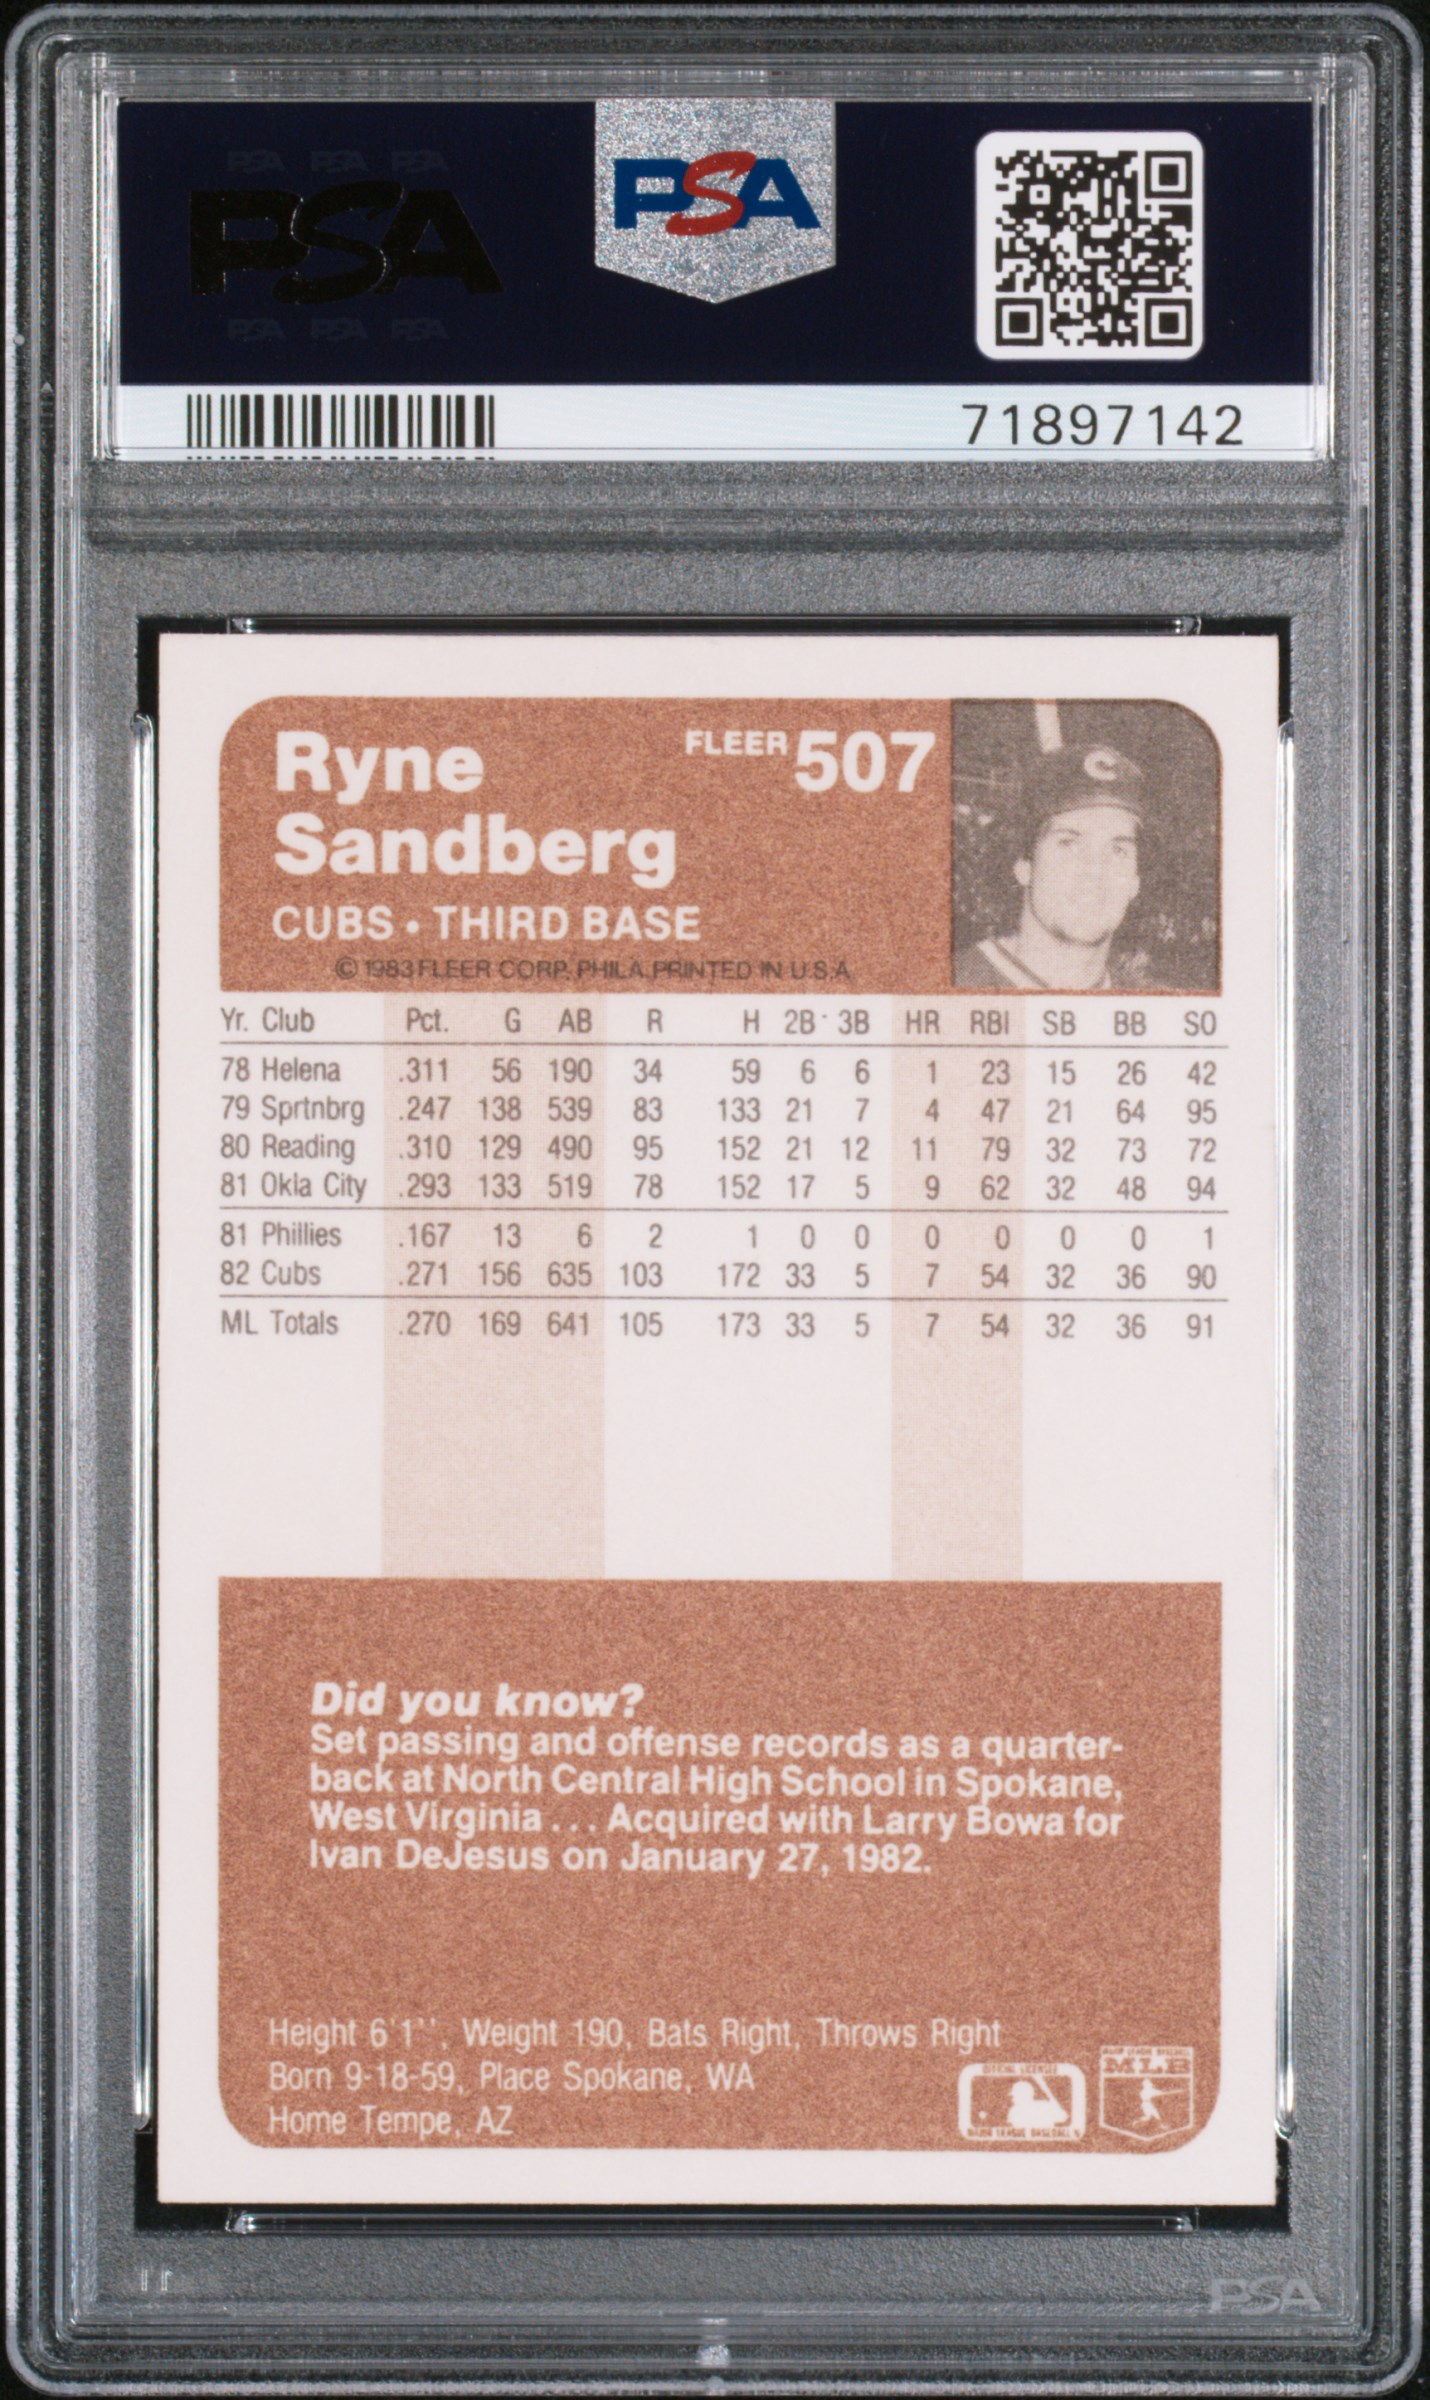 PSA PSA PSA
PSA
PSA PSA PSA
PSA
71897142
Ryne
Sandberg
FLEER 507
CUBS • THIRD BASE
© 1983 FLEER CORP. PHILA. PRINTED IN U.S.A.
Yr. Club Pct. G AB R H 2B 3B HR RBI SB BB SO
78 Helena .311 56 190 34 59 6 6 1 23 15 26 42
79 Sprtnbrg .247 138 539 83 133 21 7 4 47 21 64 95
80 Reading .310 129 490 95 152 21 12 11 79 32 73 72
81 Okla City .293 133 519 78 152 17 5 9 62 32 48 94
81 Phillies .167 13 6 2 1 0 0 0 0 0 0 1
82 Cubs .271 156 635 103 172 33 5 7 54 32 36 90
ML Totals .270 169 641 105 173 33 5 7 54 32 36 91
Did you know?
Set passing and offense records as a quarter-
back at North Central High School in Spokane,
West Virginia . . . Acquired with Larry Bowa for
Ivan DeJesus on January 27, 1982.
Height 6'1'', Weight 190, Bats Right, Throws Right
Born 9-18-59, Place Spokane, WA
Home Tempe, AZ
MLB
PSA